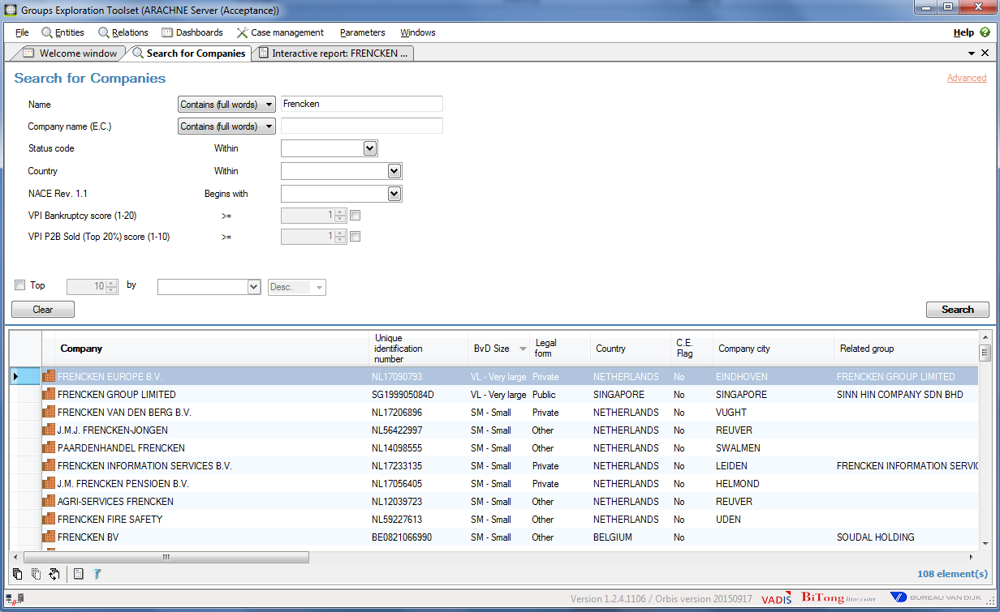 Groups Exploration Toolset (ARACHNE Server (Acceptance))
File Entities Relations Dashboards Case management Parameters Windows Help
Welcome window Search for Companies Interactive report: FRENCKEN ...
Search for Companies Advanced
Name Contains (full words) Frencken
Company name (E.C.) Contains (full words)
Status code Within
Country Within
NACE Rev. 1.1 Begins with
VPI Bankruptcy score (1-20) >= 1
VPI P2B Sold (Top 20%) score (1-10) >= 1
Top 10 by Desc.
Clear Search
Company Unique identification number BvD Size Legal form Country C.E. Flag Company city Related group
FRENCKEN EUROPE B.V. NL17090793 VL - Very large Private NETHERLANDS No EINDHOVEN FRENCKEN GROUP LIMITED
FRENCKEN GROUP LIMITED SG199905084D VL - Very large Public SINGAPORE No SINGAPORE SINN HIN COMPANY SDN BHD
FRENCKEN VAN DEN BERG B.V. NL17206896 SM - Small Private NETHERLANDS No VUGHT
J.M.J. FRENCKEN-JONGEN NL56422997 SM - Small Other NETHERLANDS No REUVER
PAARDENHANDEL FRENCKEN NL14098555 SM - Small Other NETHERLANDS No SWALMEN
FRENCKEN INFORMATION SERVICES B.V. NL17233135 SM - Small Private NETHERLANDS No LEIDEN FRENCKEN INFORMATION SERVIC
J.M. FRENCKEN PENSIOEN B.V. NL17056405 SM - Small Private NETHERLANDS No HELMOND
AGRI-SERVICES FRENCKEN NL12039723 SM - Small Other NETHERLANDS No REUVER
FRENCKEN FIRE SAFETY NL59227613 SM - Small Other NETHERLANDS No UDEN
FRENCKEN BV BE0821066990 SM - Small Other BELGIUM No SOUDAL HOLDING
108 element(s)
Version 1.2.4.1106 / Orbis version 20150917 VADIS BiTongline.com BUREAU VAN DIJK